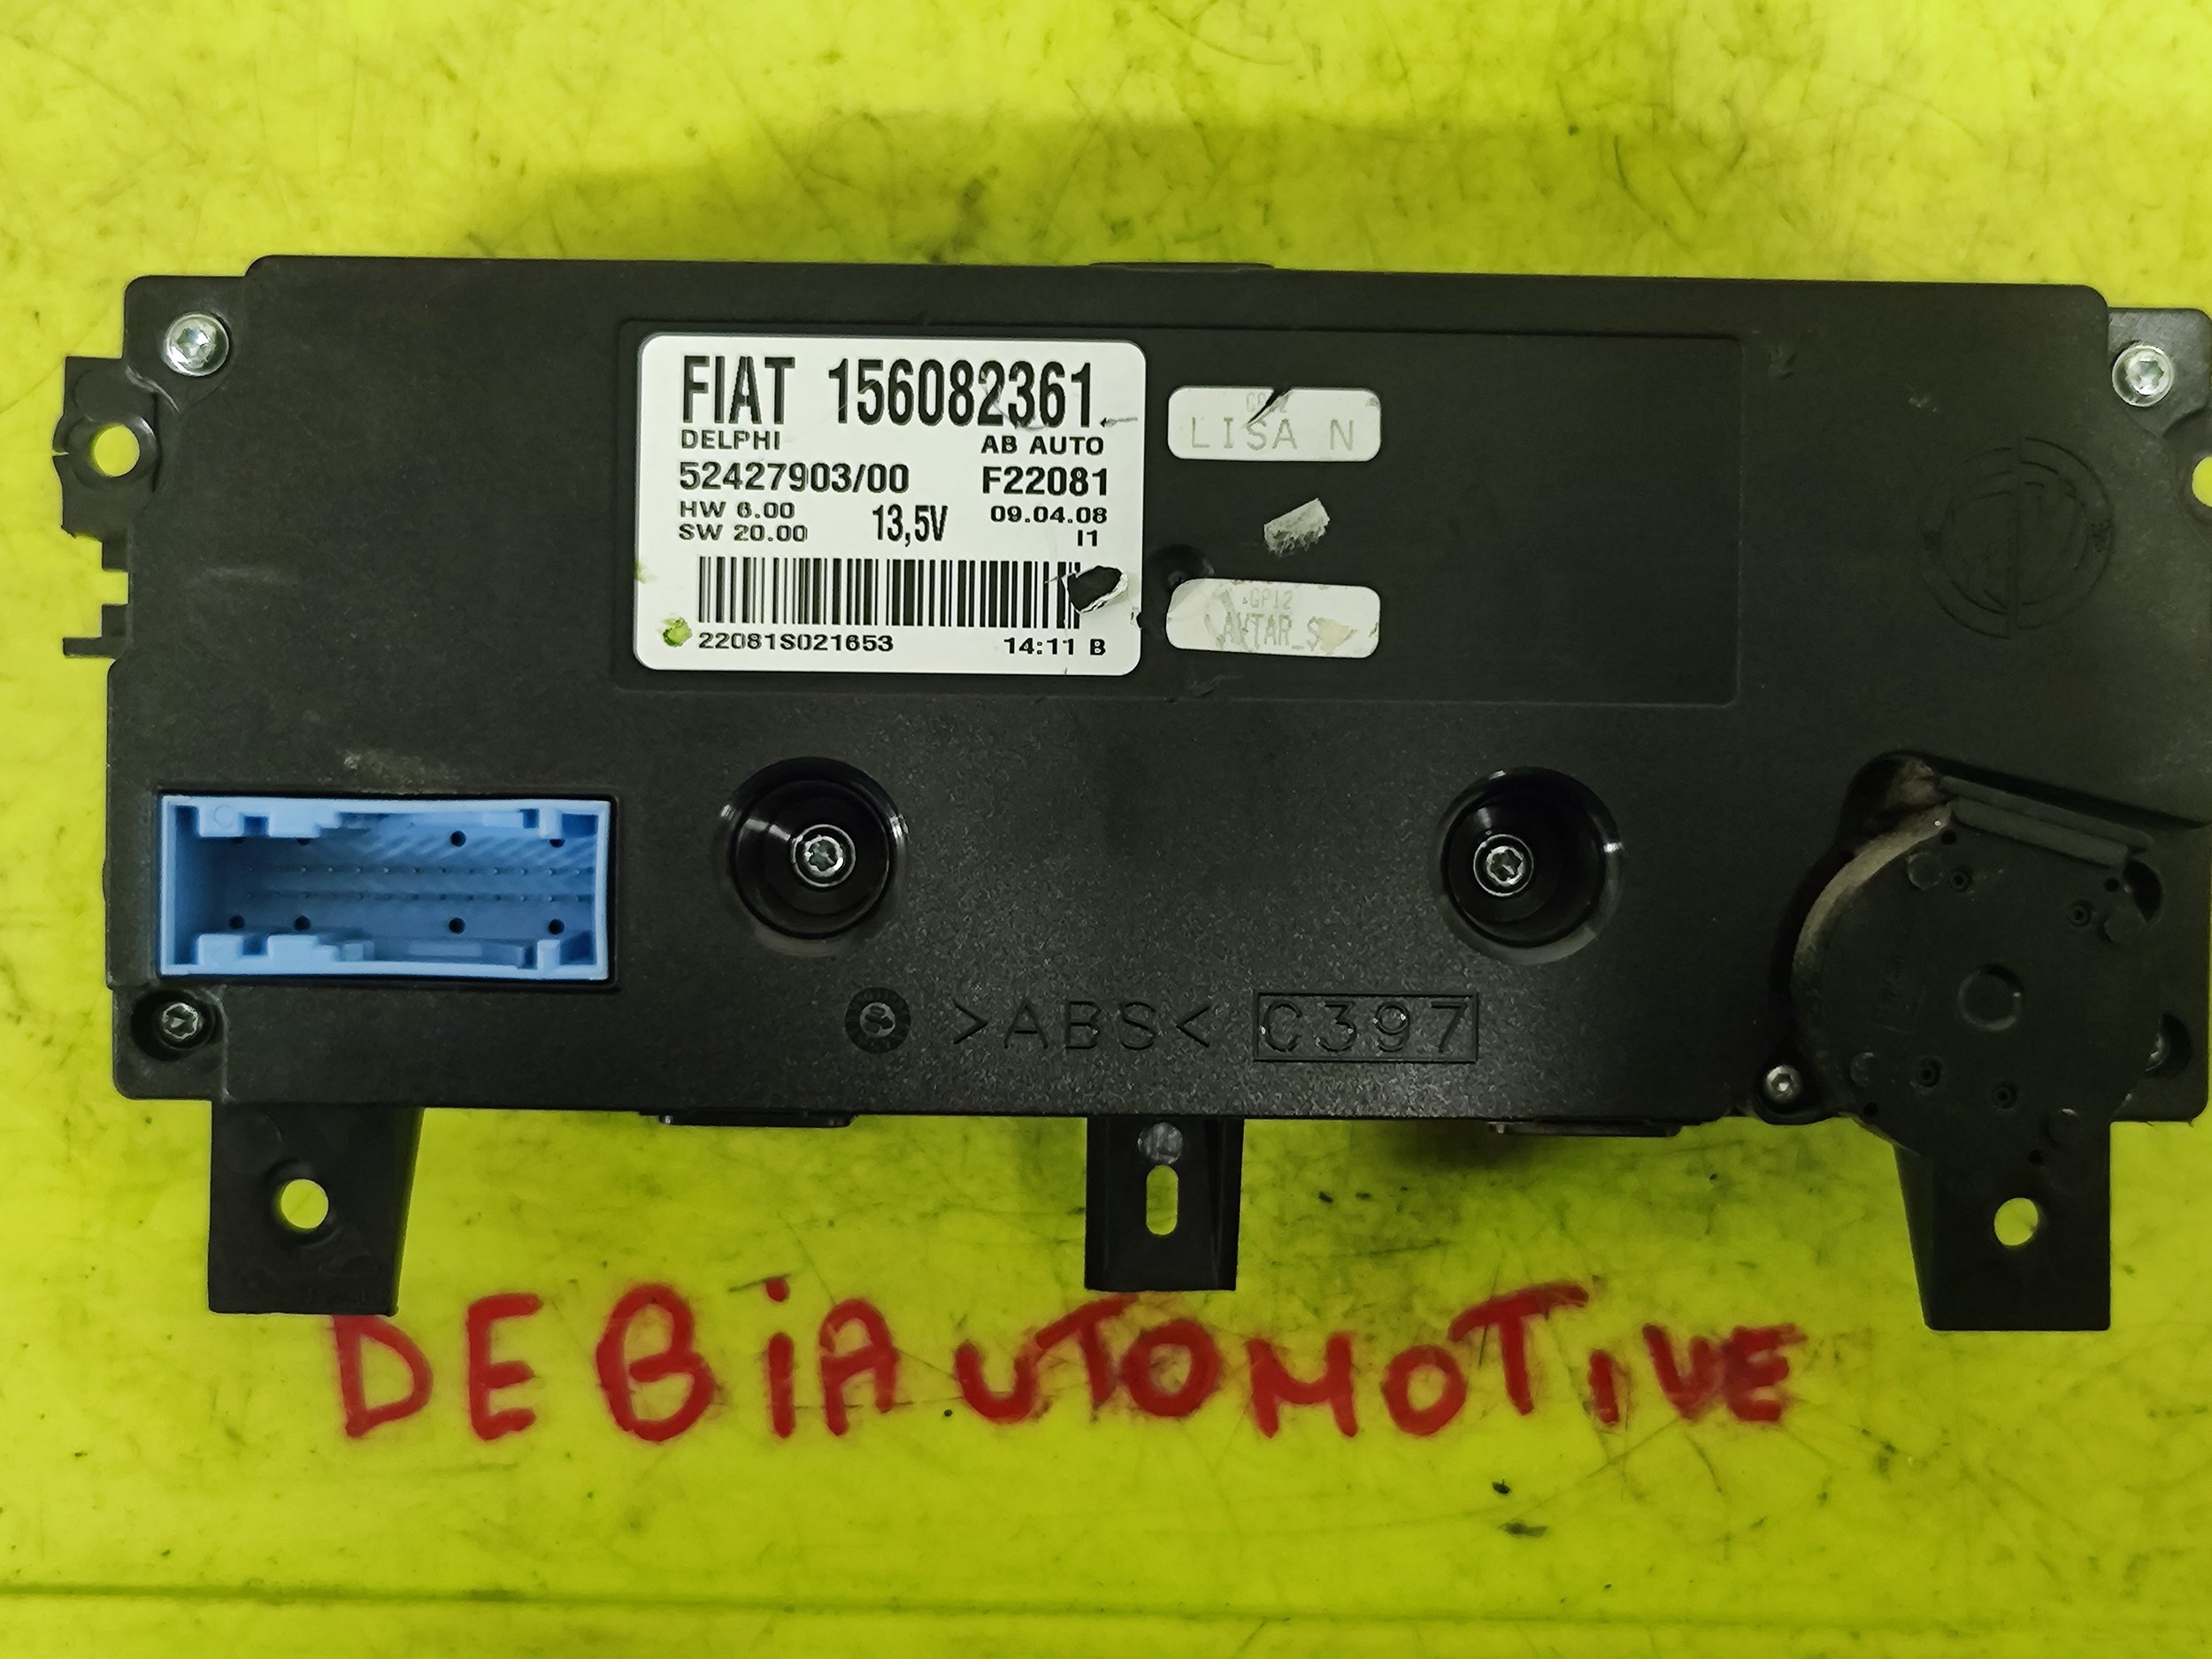 FIAT 156082361
DELPHI AB AUTO
52427903/00 F22081
HW 6.00 13,5V 09.04.08
SW 20.00 I1
22081S021653 14:11 B
LISA N
GP12
>ABS< C397
DEBiAUTOMOTIVE